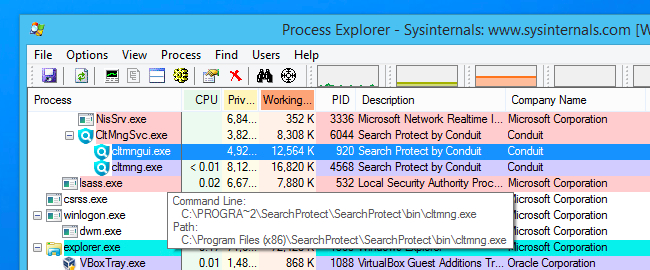 Process Explorer - Sysinternals: www.sysinternals.com [W
File Options View Process Find Users Help
Process CPU Priv... Working... PID Description Company Name
NisSrv.exe 6,84... 352 K 3336 Microsoft Network Realtime I... Microsoft Corporation
CltMngSvc.exe 3,82... 8,308 K 6044 Search Protect by Conduit Conduit
cltmngui.exe 4,92... 12,564 K 920 Search Protect by Conduit Conduit
cltmng.exe < 0.01 8,12... 16,820 K 4568 Search Protect by Conduit Conduit
lsass.exe 0.02 6,67... 7,880 K 532 Local Security Authority Proc... Microsoft Corporation
csrss.exe Microsoft Corporation
winlogon.exe Microsoft Corporation
dwm.exe Microsoft Corporation
explorer.exe Microsoft Corporation
VBoxTray.exe 0.01 1,48... 868 K 1088 VirtualBox Guest Additions Tr... Oracle Corporation
Command Line:
C:\PROGRA~2\SearchProtect\SearchProtect\bin\cltmng.exe
Path:
C:\Program Files (x86)\SearchProtect\SearchProtect\bin\cltmng.exe